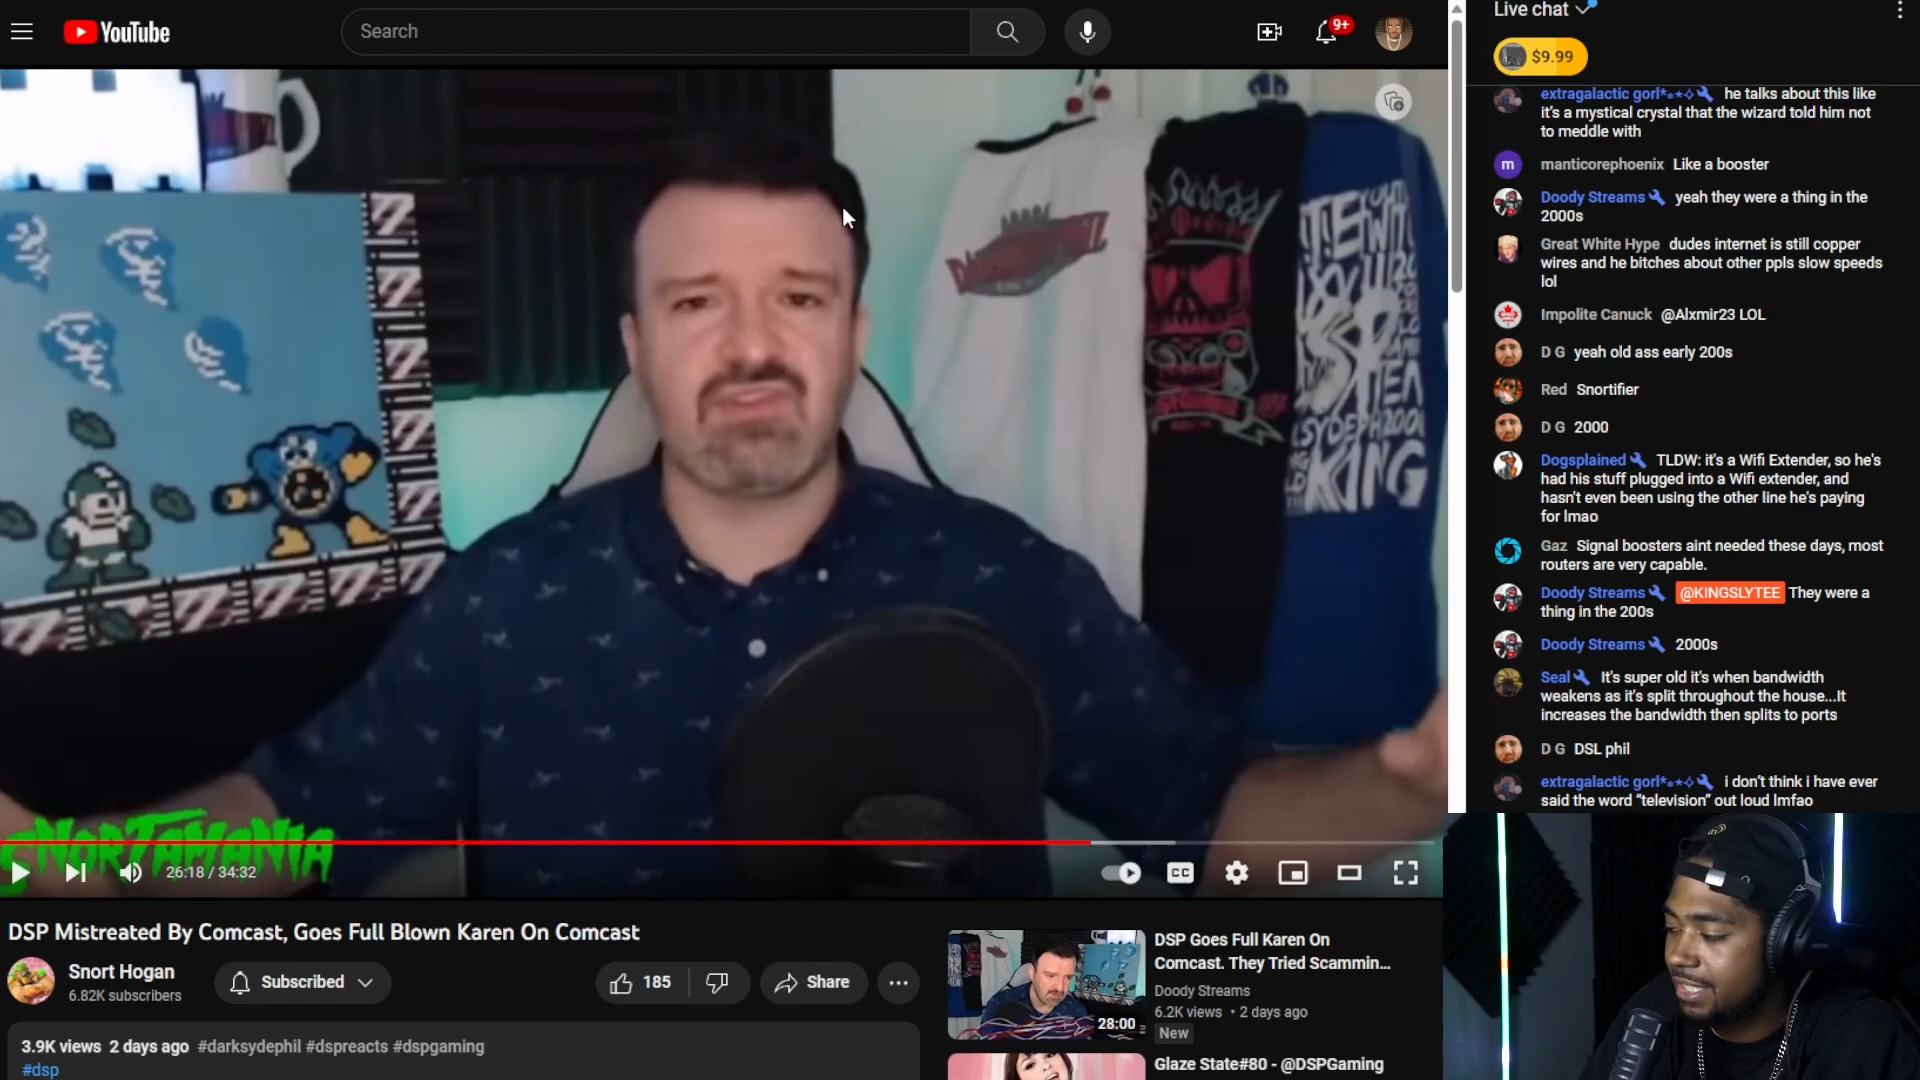 YouTube
Search
9+
Live chat
$9.99
extragalactic gorl*⁎⋆✧ he talks about this like
it's a mystical crystal that the wizard told him not
to meddle with
m
manticorephoenix Like a booster
Doody Streams yeah they were a thing in the
2000s
Great White Hype dudes internet is still copper
wires and he bitches about other ppls slow speeds
lol
Impolite Canuck @Alxmir23 LOL
D G yeah old ass early 200s
Red Snortifier
D G 2000
Dogsplained TLDW: it's a Wifi Extender, so he's
had his stuff plugged into a Wifi extender, and
hasn't even been using the other line he's paying
for lmao
Gaz Signal boosters aint needed these days, most
routers are very capable.
Doody Streams @KINGSLYTEE They were a
thing in the 200s
Doody Streams 2000s
Seal It's super old it's when bandwidth
weakens as it's split throughout the house...It
increases the bandwidth then splits to ports
D G DSL phil
extragalactic gorl*⁎⋆✧ i don't think i have ever
said the word "television" out loud lmfao
KING
SNORTAMANIA
26:18 / 34:32
CC
DSP Mistreated By Comcast, Goes Full Blown Karen On Comcast
Snort Hogan
6.82K subscribers
Subscribed
185
Share
3.9K views 2 days ago #darksydephil #dspreacts #dspgaming
#dsp
28:00
DSP Goes Full Karen On
Comcast. They Tried Scammin...
Doody Streams
6.2K views • 2 days ago
New
Glaze State#80 - @DSPGaming